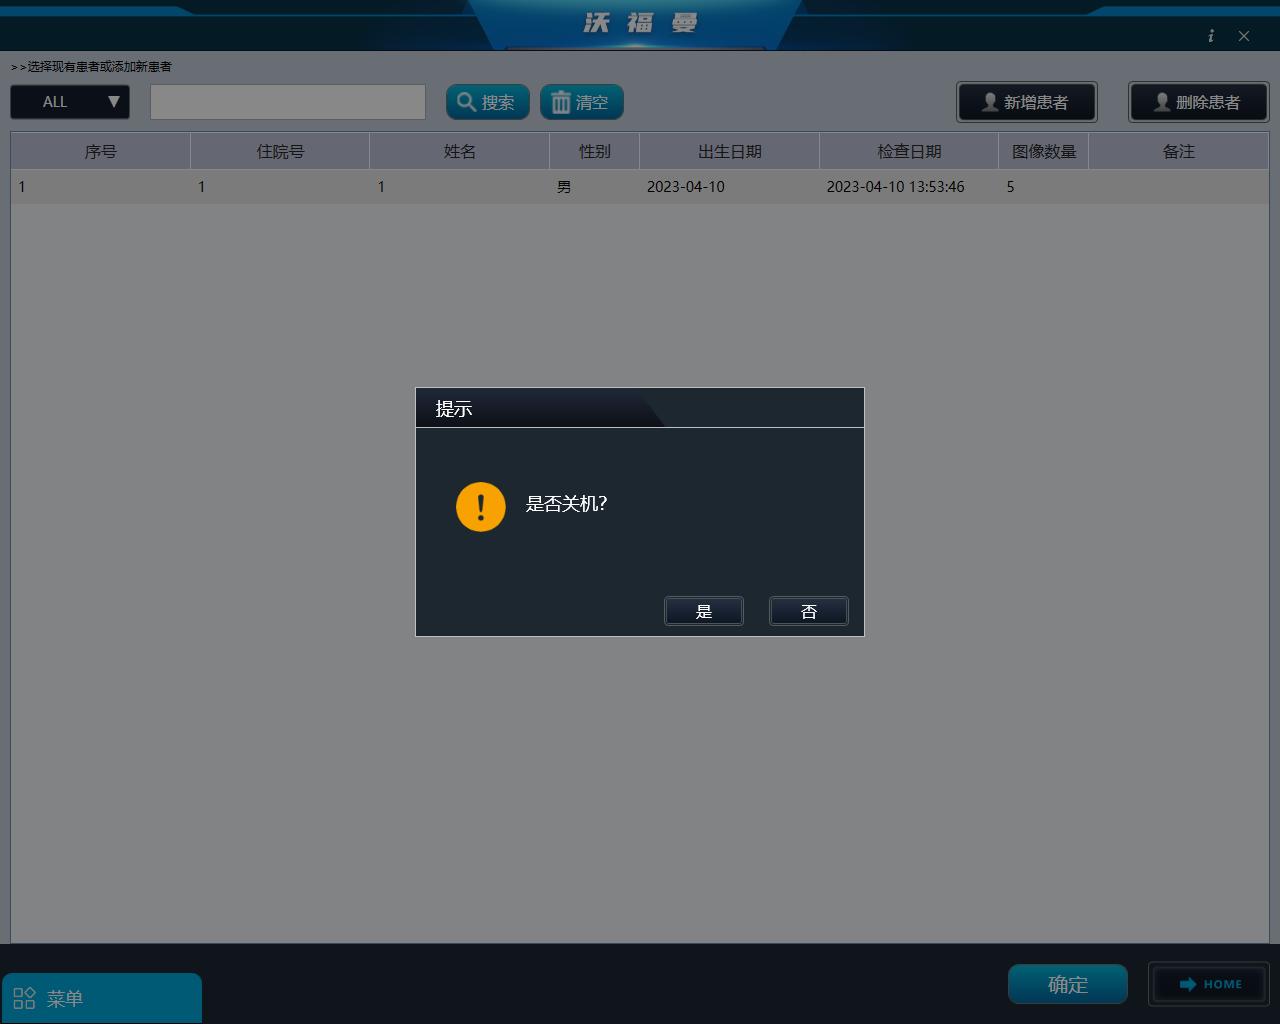 沃福曼
i
>>选择现有患者或添加新患者
ALL
搜索
清空
新增患者
删除患者
序号 住院号 姓名 性别 出生日期 检查日期 图像数量 备注
1 1 1 男 2023-04-10 2023-04-10 13:53:46 5
提示
是否关机?
是 否
菜单
确定
HOME